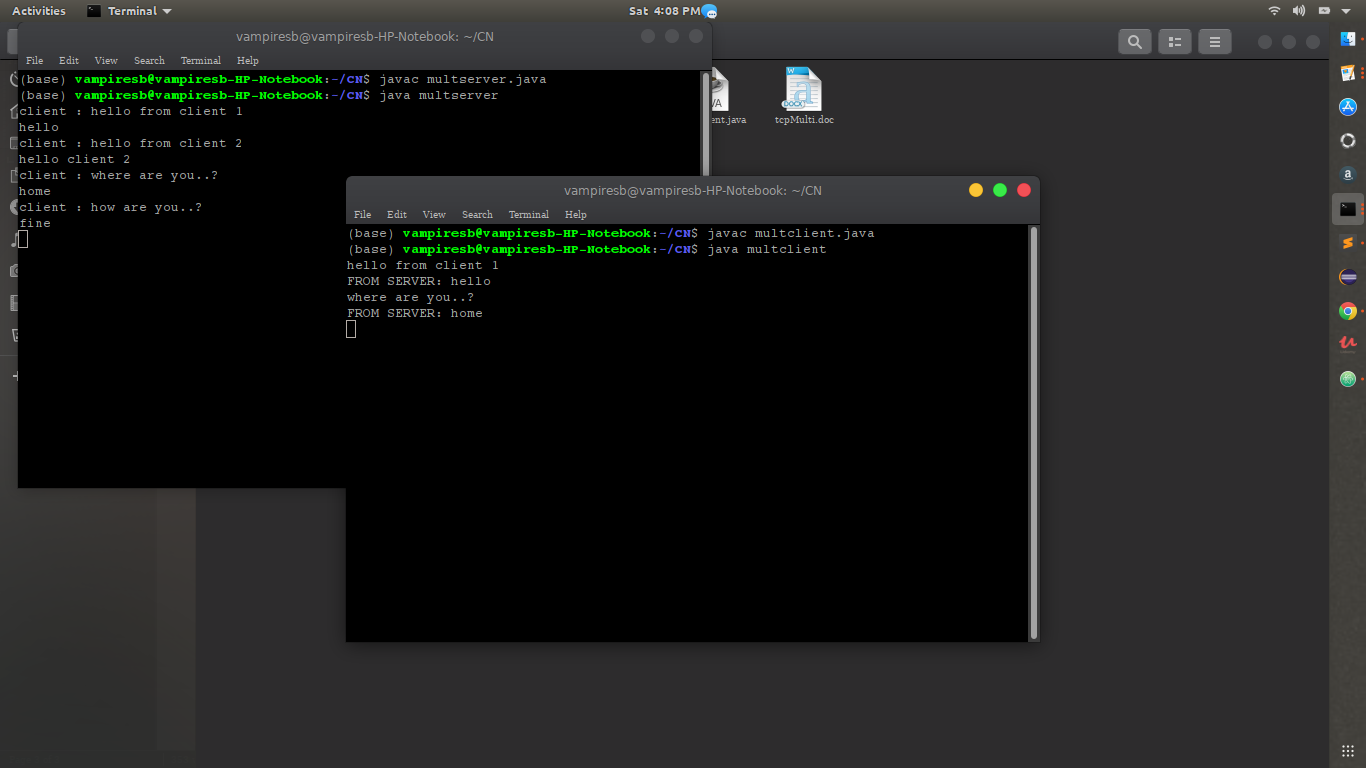 Activities Terminal Sat 4:08 PM
vampiresb@vampiresb-HP-Notebook: ~/CN
File Edit View Search Terminal Help
(base) vampiresb@vampiresb-HP-Notebook:~/CN$ javac multserver.java
(base) vampiresb@vampiresb-HP-Notebook:~/CN$ java multserver
client : hello from client 1
hello
client : hello from client 2
hello client 2
client : where are you..?
home
client : how are you..?
fine
ent.java
tcpMulti.doc
vampiresb@vampiresb-HP-Notebook: ~/CN
File Edit View Search Terminal Help
(base) vampiresb@vampiresb-HP-Notebook:~/CN$ javac multclient.java
(base) vampiresb@vampiresb-HP-Notebook:~/CN$ java multclient
hello from client 1
FROM SERVER: hello
where are you..?
FROM SERVER: home